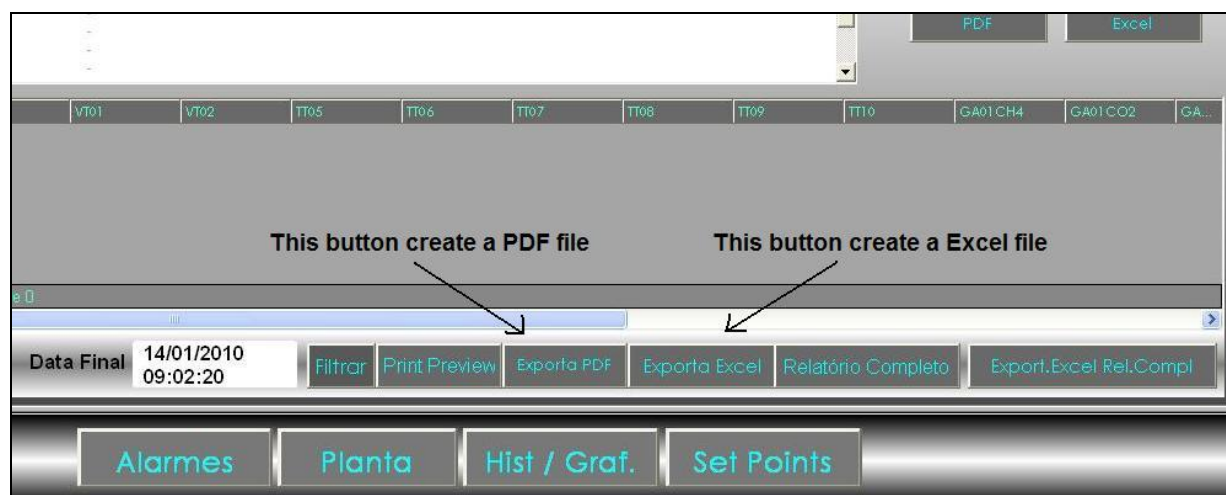 PDF Excel
VT01 VT02 TT05 TT06 TT07 TT08 TT09 TT10 GA01CH4 GA01CO2 GA...
This button create a PDF file This button create a Excel file
e 0
Data Final 14/01/2010
09:02:20
Filtrar Print Preview Exporta PDF Exporta Excel Relatório Completo Export.Excel Rel.Compl
Alarmes Planta Hist / Graf. Set Points